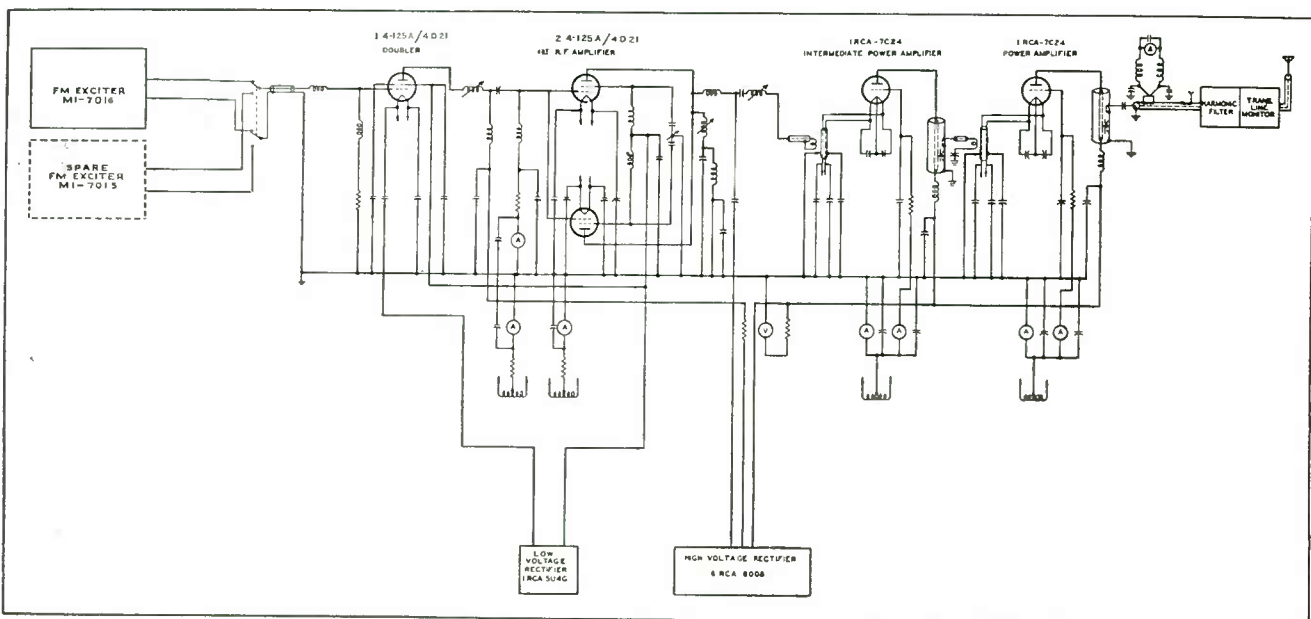 FM EXCITER
MI-7016
SPARE
FM EXCITER
MI-7015
1 4-125A/4D21
DOUBLER
2 4-125A/4D21
1ST R.F AMPLIFIER
1 RCA-7C24
INTERMEDIATE POWER AMPLIFIER
1 RCA-7C24
POWER AMPLIFIER
HARMONIC
FILTER
TRANS
LINE
MONITOR
A
A
A
A
V
A
A
A
A
LOW
VOLTAGE
RECTIFIER
1 RCA 5U4G
HIGH VOLTAGE RECTIFIER
6 RCA 8008